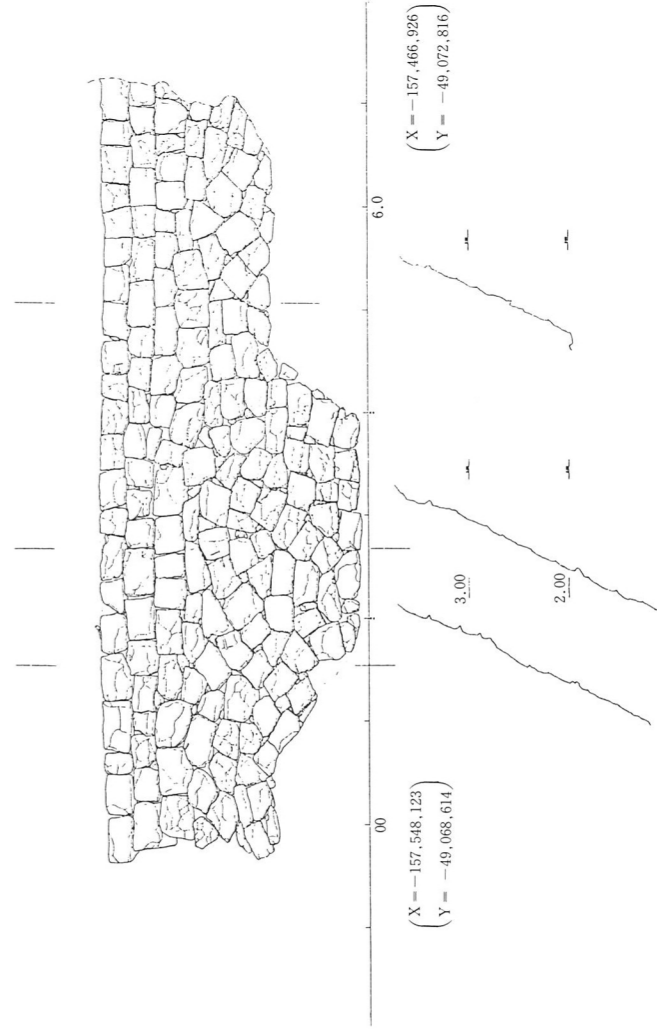 X = −157,466,926
Y = −49,072,816
6.0
3.00
2.00
00
X = −157,548,123
Y = −49,068,614